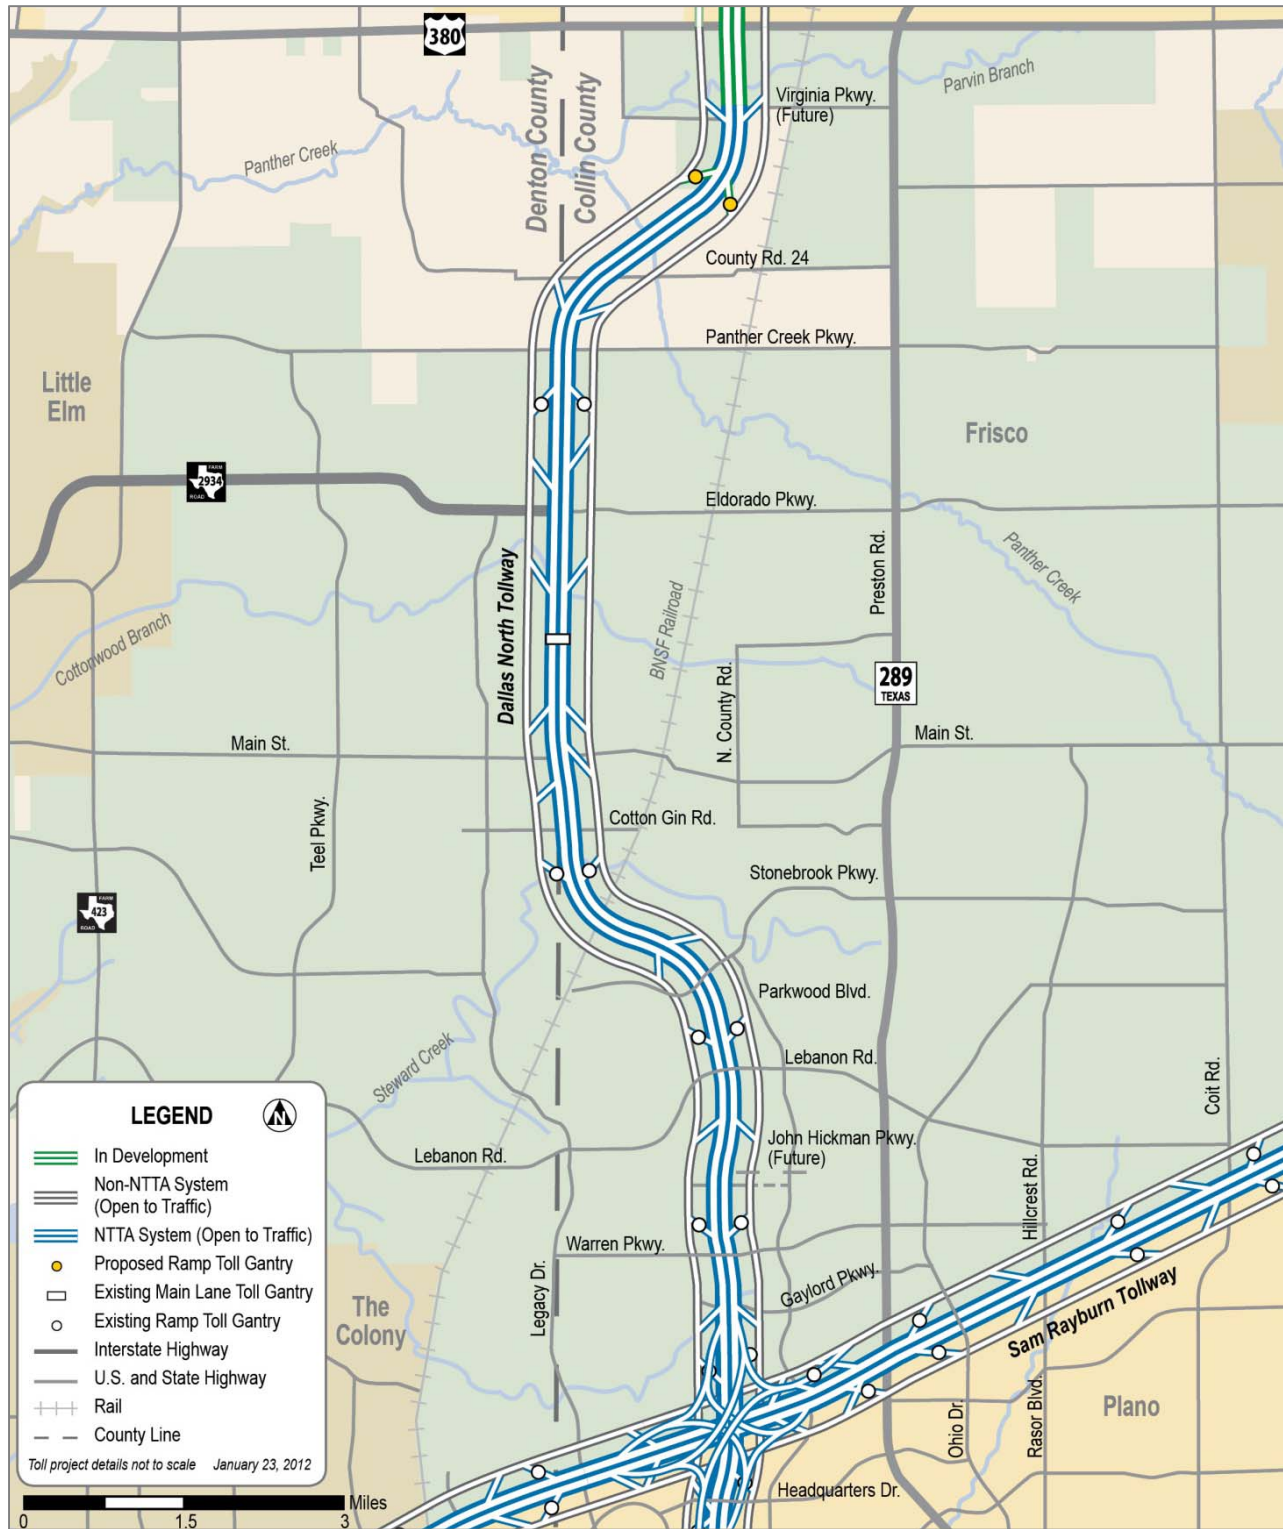 380
Denton County
Collin County
Virginia Pkwy.
(Future)
Parvin Branch
Panther Creek
County Rd. 24
Panther Creek Pkwy.
Little
Elm
Frisco
FARM
2934
ROAD
Eldorado Pkwy.
Dallas North Tollway
Preston Rd.
Panther Creek
BNSF Railroad
Cottonwood Branch
N. County Rd.
289
TEXAS
Main St.
Main St.
Teel Pkwy.
Cotton Gin Rd.
Stonebrook Pkwy.
FARM
423
ROAD
Parkwood Blvd.
Steward Creek
Lebanon Rd.
Coit Rd.
John Hickman Pkwy.
(Future)
Lebanon Rd.
Hillcrest Rd.
Warren Pkwy.
Gaylord Pkwy.
Legacy Dr.
The
Colony
Sam Rayburn Tollway
Plano
Ohio Dr.
Rasor Blvd.
Headquarters Dr.
LEGEND
N
In Development
Non-NTTA System
(Open to Traffic)
NTTA System (Open to Traffic)
Proposed Ramp Toll Gantry
Existing Main Lane Toll Gantry
Existing Ramp Toll Gantry
Interstate Highway
U.S. and State Highway
Rail
County Line
Toll project details not to scale January 23, 2012
Miles
0 1.5 3